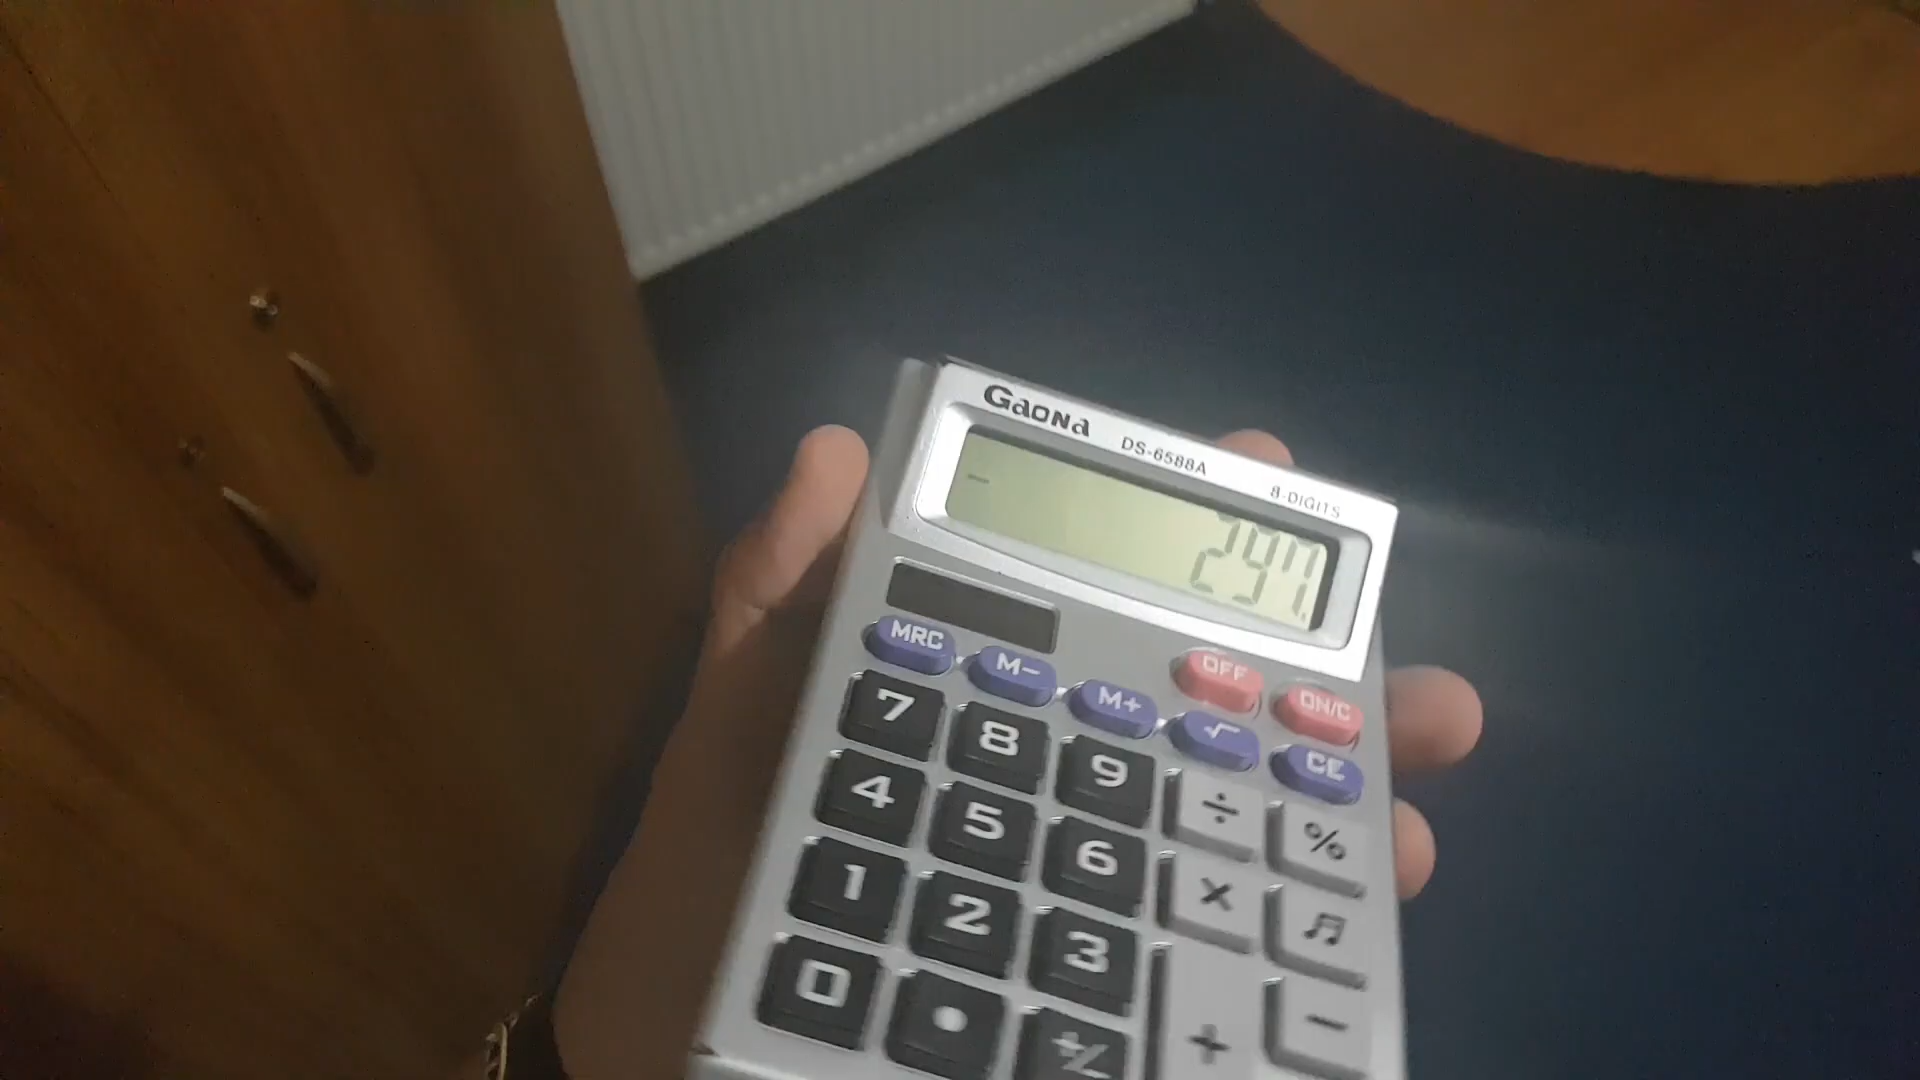 GaONa DS-6588A 8-DIGITS
- 297.
MRC M- M+ OFF ON/C
7 8 9 √ CE
4 5 6 ÷ %
1 2 3 × ♫
0 • +/- + -